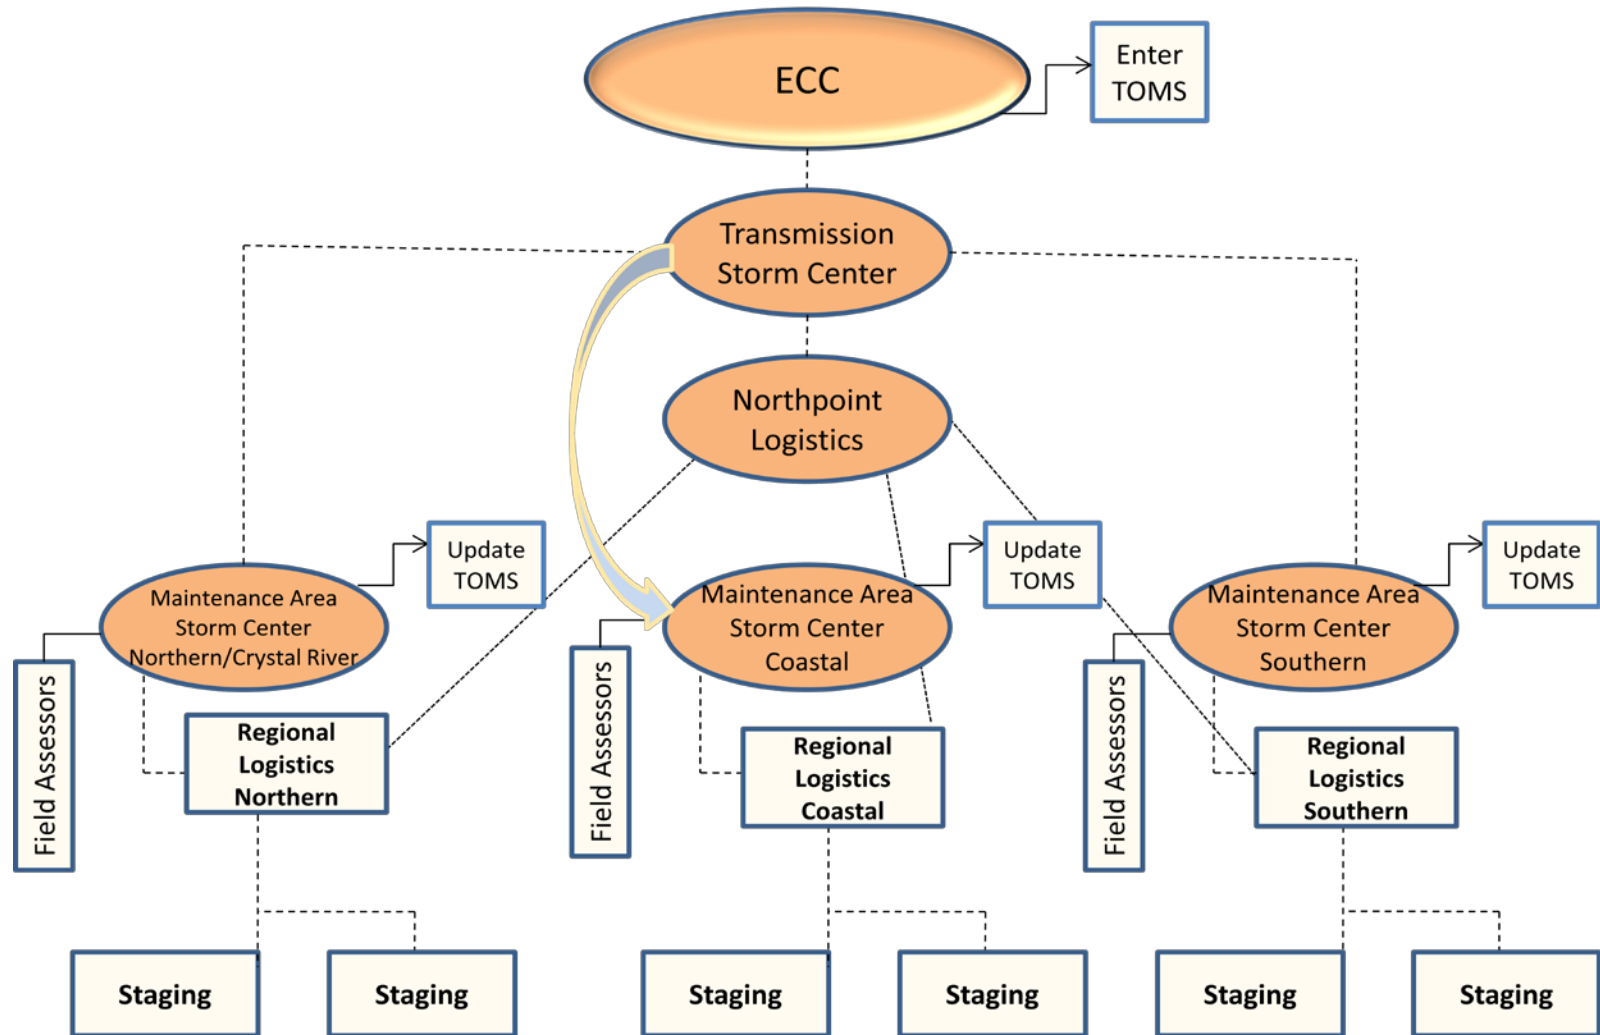 ECC
Enter
TOMS
Transmission
Storm Center
Northpoint
Logistics
Update
TOMS
Update
TOMS
Update
TOMS
Maintenance Area
Storm Center
Northern/Crystal River
Maintenance Area
Storm Center
Coastal
Maintenance Area
Storm Center
Southern
Field Assessors
Regional
Logistics
Northern
Field Assessors
Regional
Logistics
Coastal
Field Assessors
Regional
Logistics
Southern
Staging
Staging
Staging
Staging
Staging
Staging